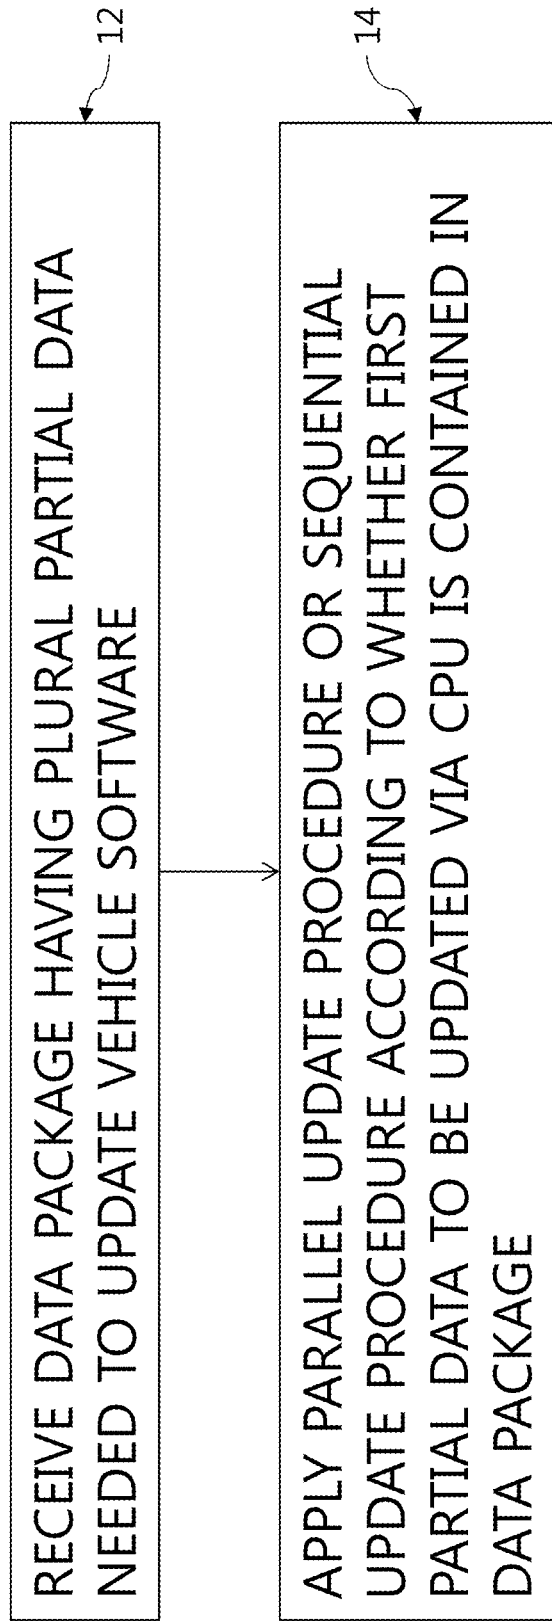 RECEIVE DATA PACKAGE HAVING PLURAL PARTIAL DATA
NEEDED TO UPDATE VEHICLE SOFTWARE
12
APPLY PARALLEL UPDATE PROCEDURE OR SEQUENTIAL
UPDATE PROCEDURE ACCORDING TO WHETHER FIRST
PARTIAL DATA TO BE UPDATED VIA CPU IS CONTAINED IN
DATA PACKAGE
14